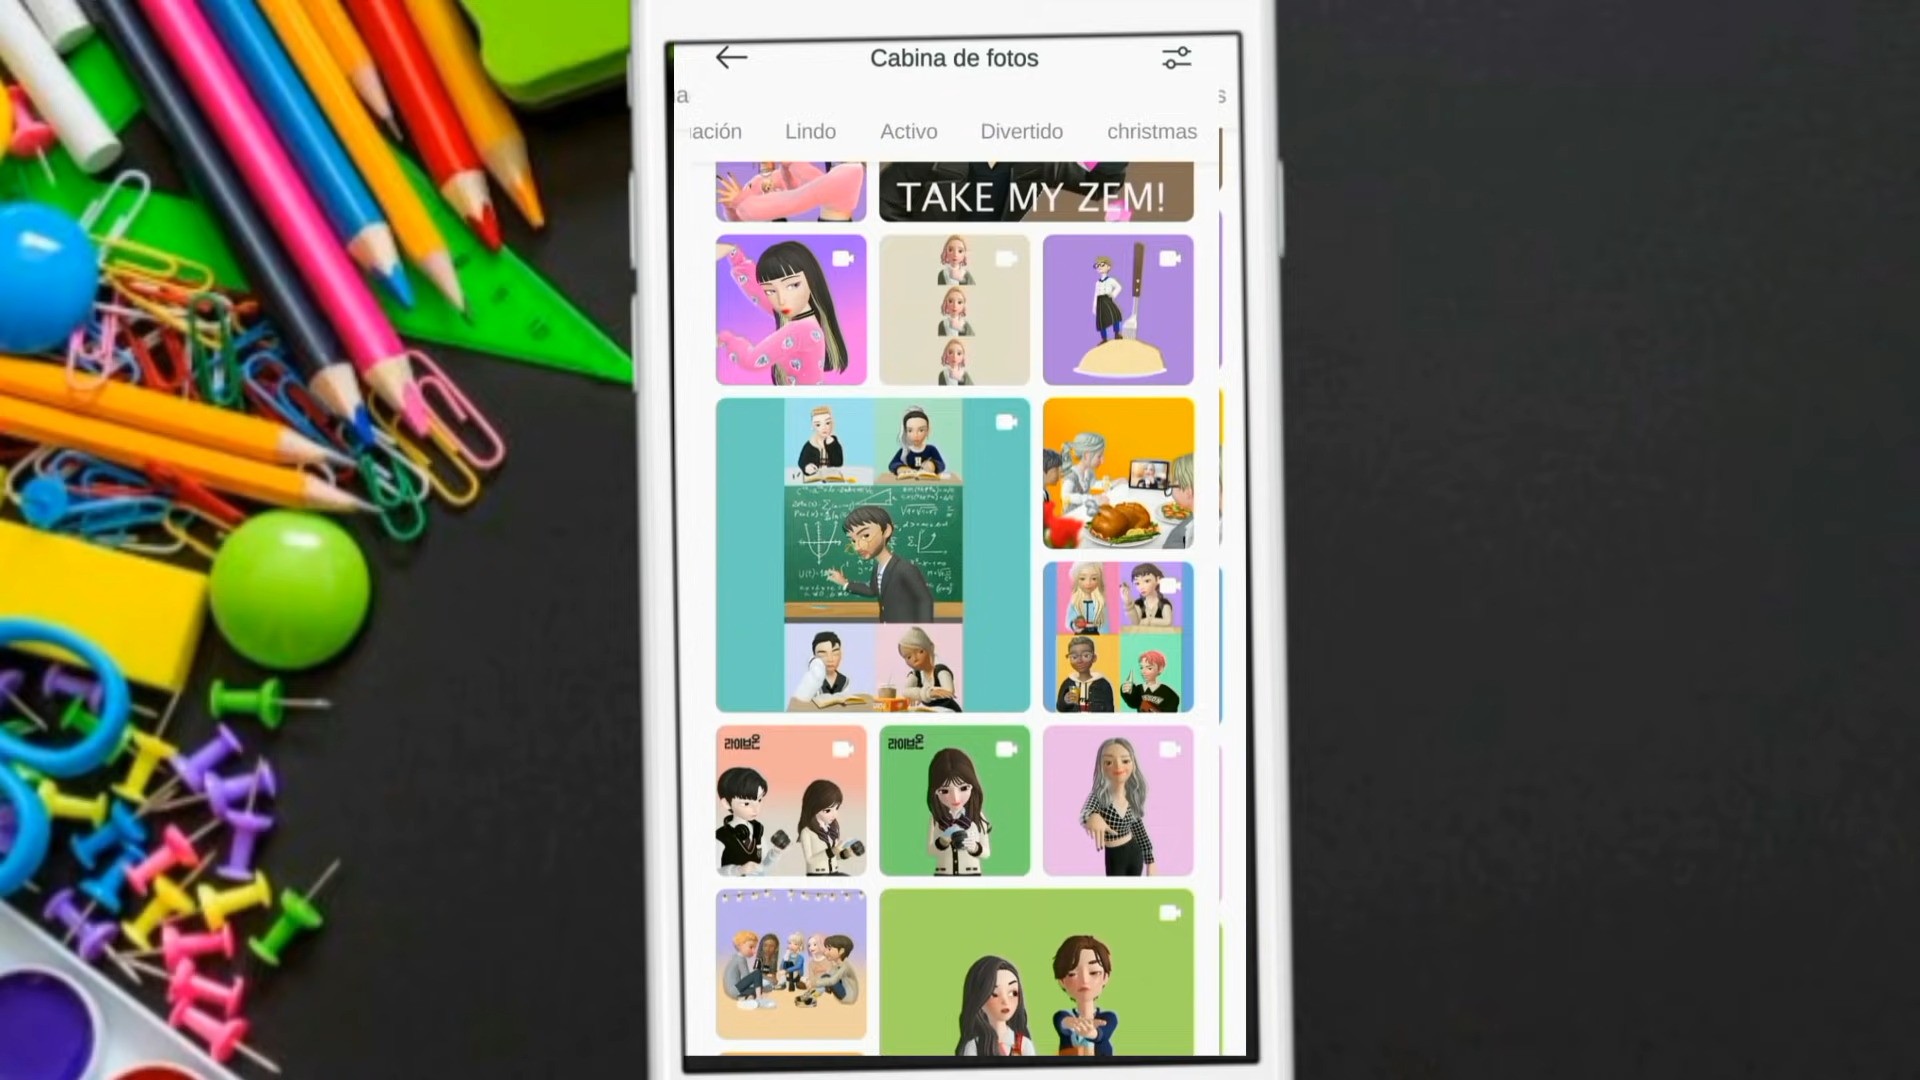 Cabina de fotos
a
s
ación
Lindo
Activo
Divertido
christmas
TAKE MY ZEM!
라이브온
라이브온